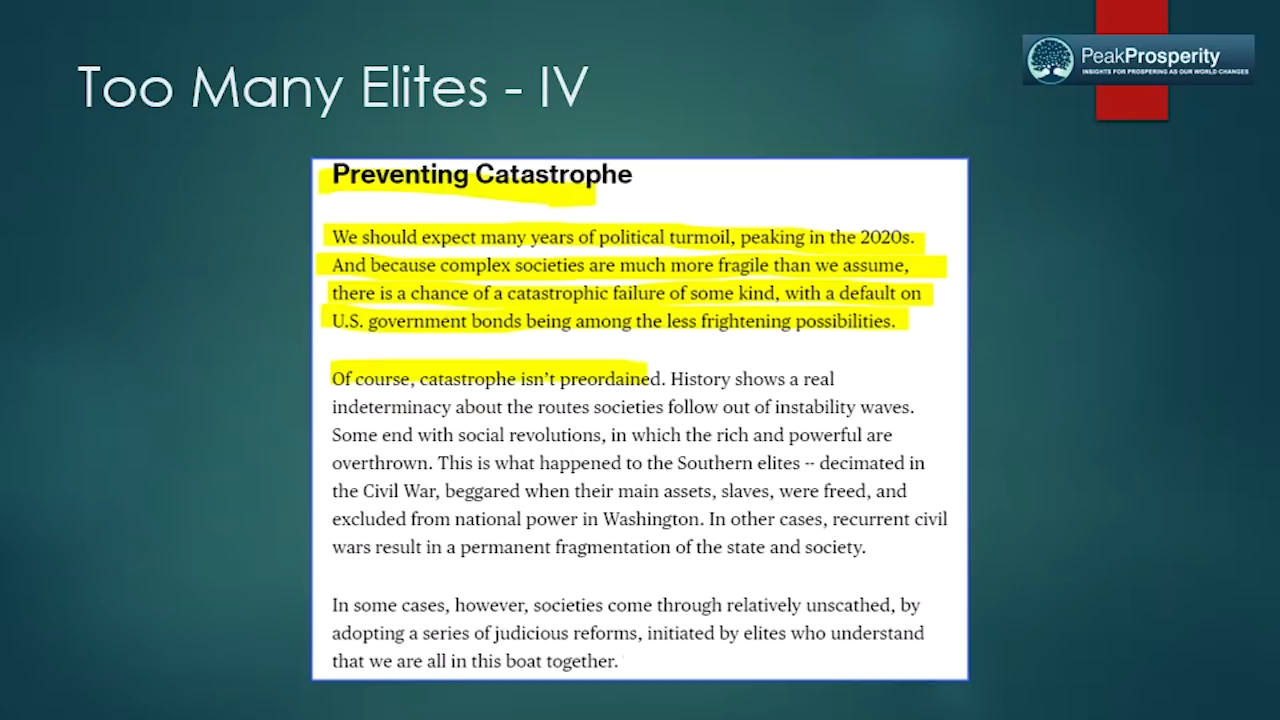 Too Many Elites - IV
PeakProsperity
INSIGHTS FOR PROSPERING AS OUR WORLD CHANGES
Preventing Catastrophe
We should expect many years of political turmoil, peaking in the 2020s.
And because complex societies are much more fragile than we assume,
there is a chance of a catastrophic failure of some kind, with a default on
U.S. government bonds being among the less frightening possibilities.
Of course, catastrophe isn’t preordained. History shows a real
indeterminacy about the routes societies follow out of instability waves.
Some end with social revolutions, in which the rich and powerful are
overthrown. This is what happened to the Southern elites -- decimated in
the Civil War, beggared when their main assets, slaves, were freed, and
excluded from national power in Washington. In other cases, recurrent civil
wars result in a permanent fragmentation of the state and society.
In some cases, however, societies come through relatively unscathed, by
adopting a series of judicious reforms, initiated by elites who understand
that we are all in this boat together.